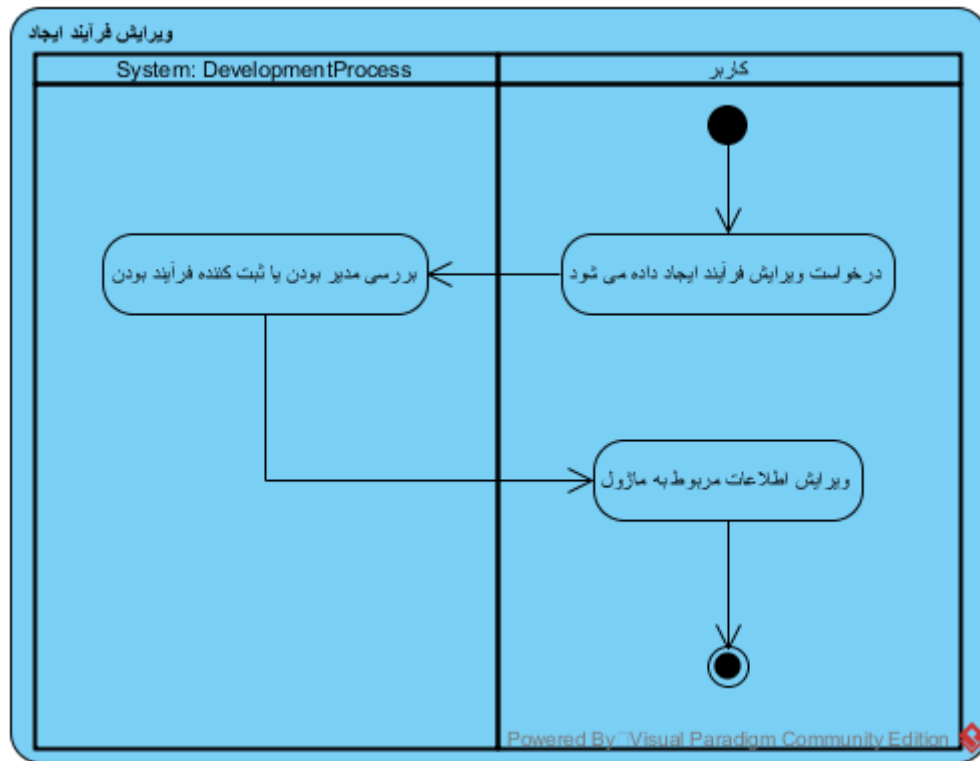 ویرایش فرآیند ایجاد
System: DevelopmentProcess
کاربر
درخواست ویرایش فرآیند ایجاد داده می شود
بررسی مدیر بودن یا ثبت کننده فرآیند بودن
ویرایش اطلاعات مربوط به ماژول
Powered By Visual Paradigm Community Edition